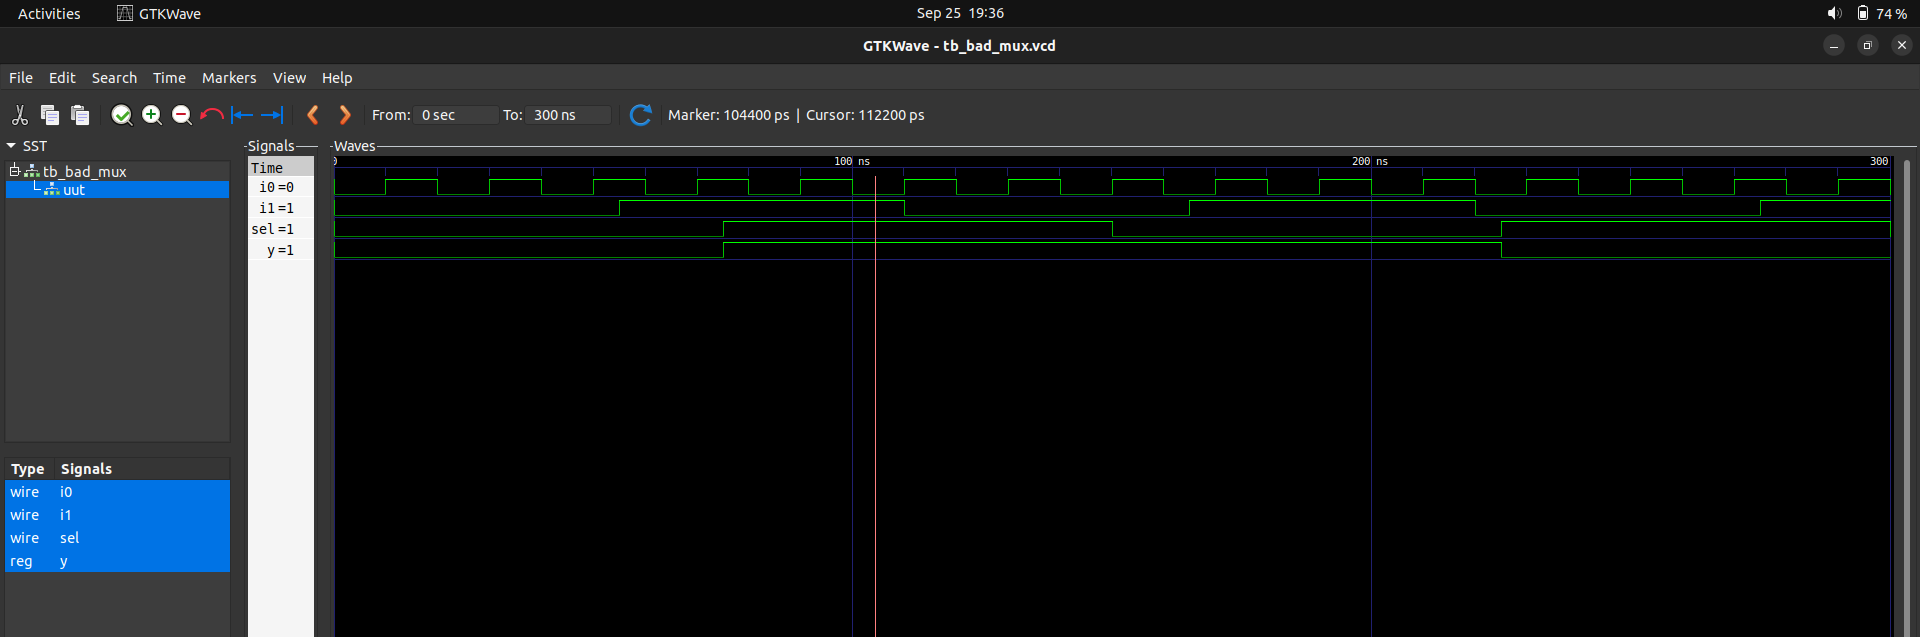 Activities GTKWave Sep 25 19:36 74 %
GTKWave - tb_bad_mux.vcd
File Edit Search Time Markers View Help
From: 0 sec To: 300 ns Marker: 104400 ps | Cursor: 112200 ps
SST
tb_bad_mux
uut
Type Signals
wire i0
wire i1
wire sel
reg y
Signals
Time
i0 =0
i1 =1
sel =1
y =1
Waves
0 100 ns 200 ns 300